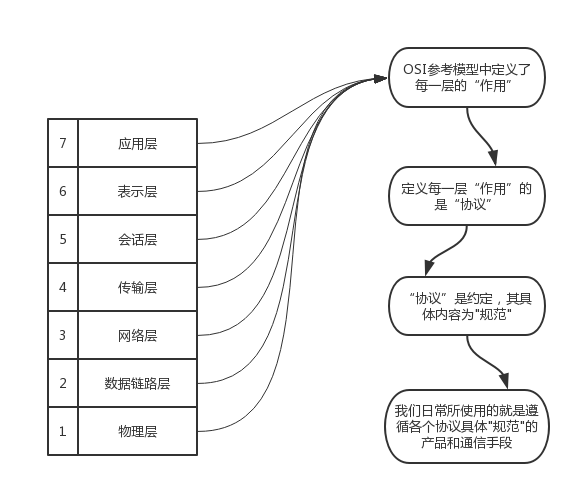 OSI参考模型中定义了
每一层的“作用”
7 应用层
6 表示层
定义每一层“作用”的
是“协议”
5 会话层
4 传输层
“协议”是约定，其具
体内容为"规范"
3 网络层
2 数据链路层
1 物理层
我们日常所使用的就是遵
循各个协议具体"规范"的
产品和通信手段